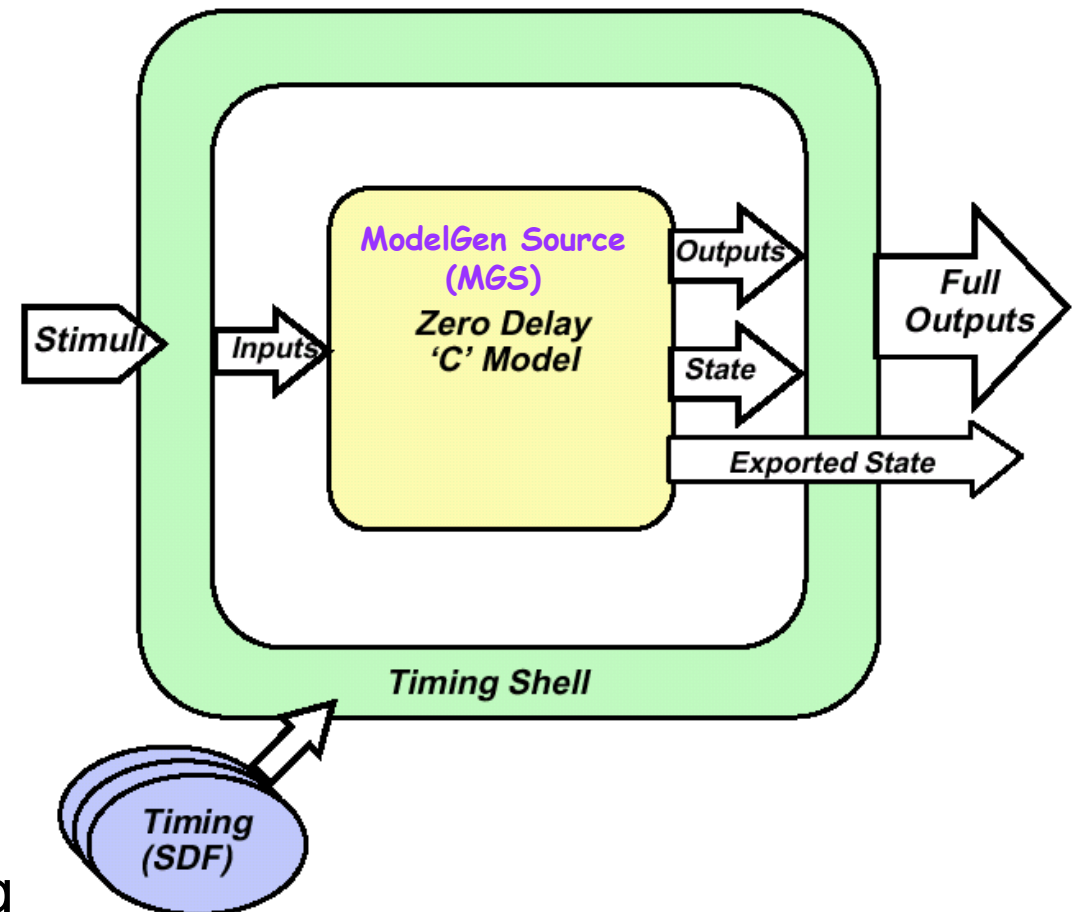 ModelGen Source
(MGS)
Zero Delay
‘C’ Model
Stimuli
Inputs
Outputs
State
Exported State
Full
Outputs
Timing Shell
Timing
(SDF)
g